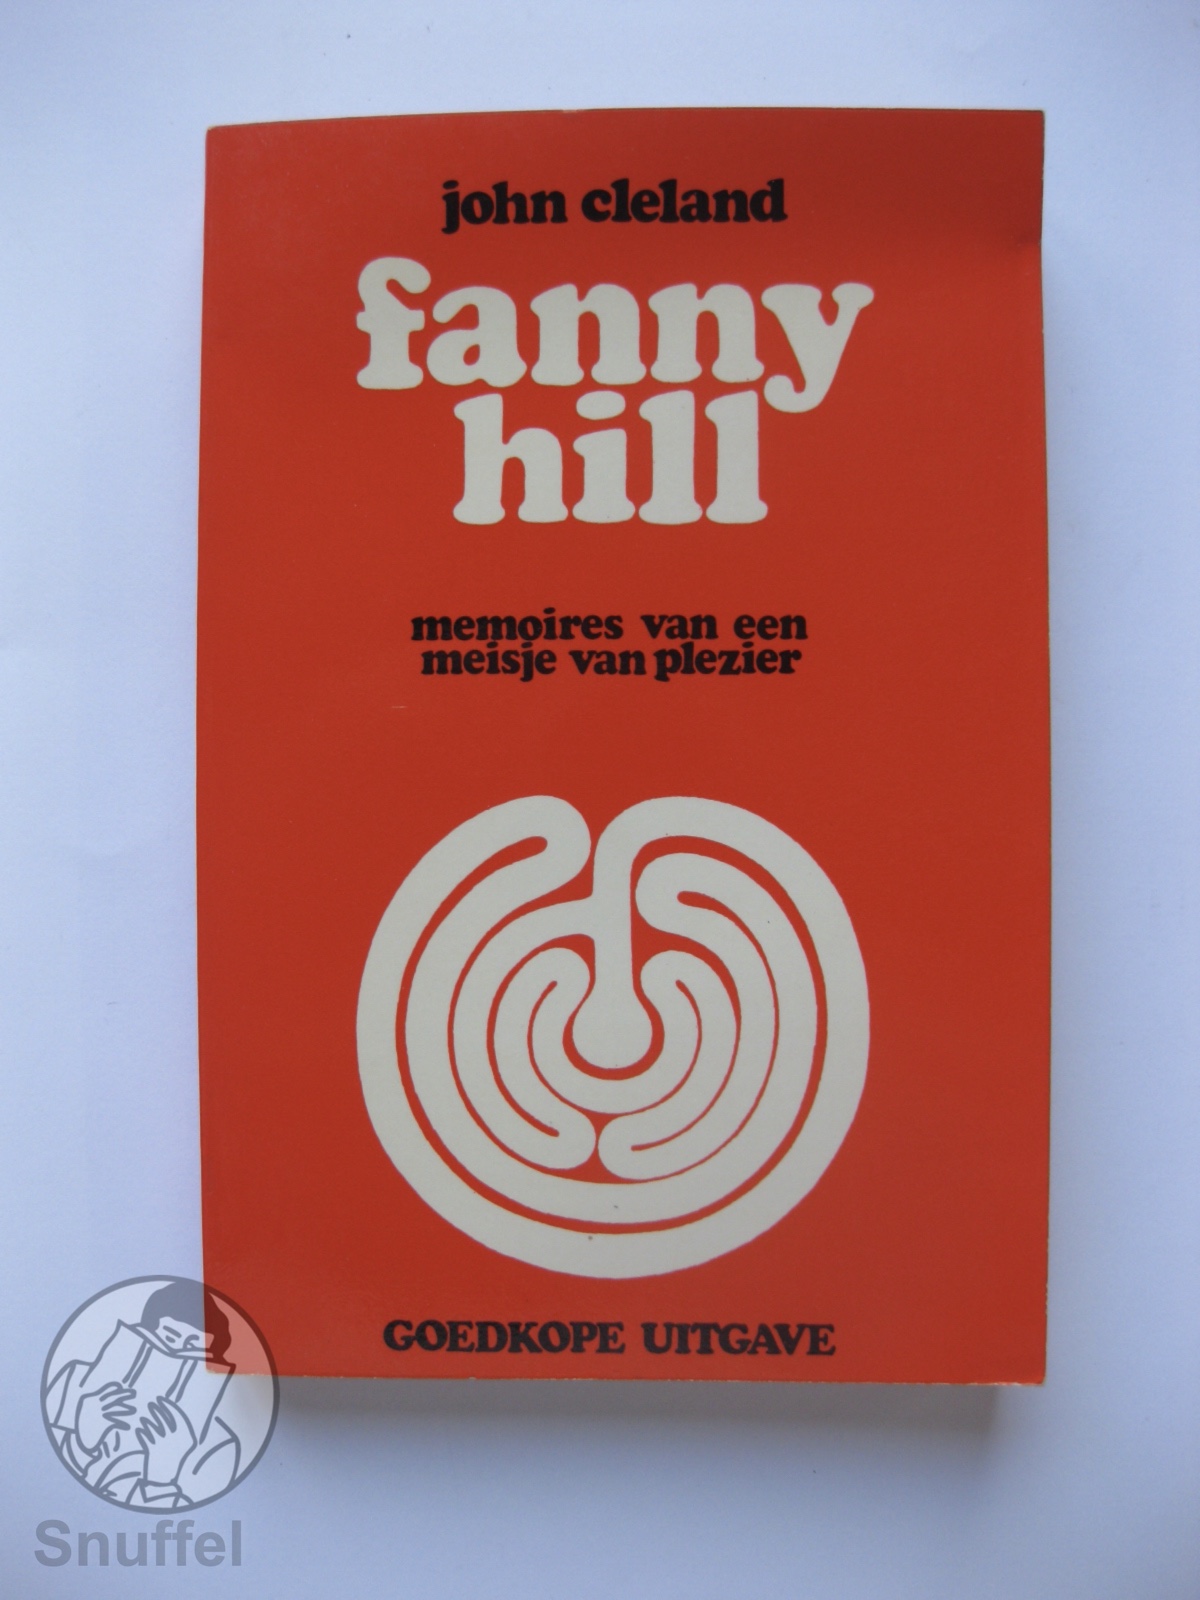 john cleland
fanny
hill
memoires van een
meisje van plezier
GOEDKOPE UITGAVE
Snuffel